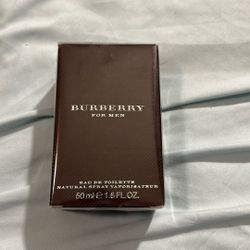 BURBERRY
FOR MEN
EAU DE TOILETTE
NATURAL SPRAY VAPORISATEUR
50 ml ℮ 1.6 FL.OZ.